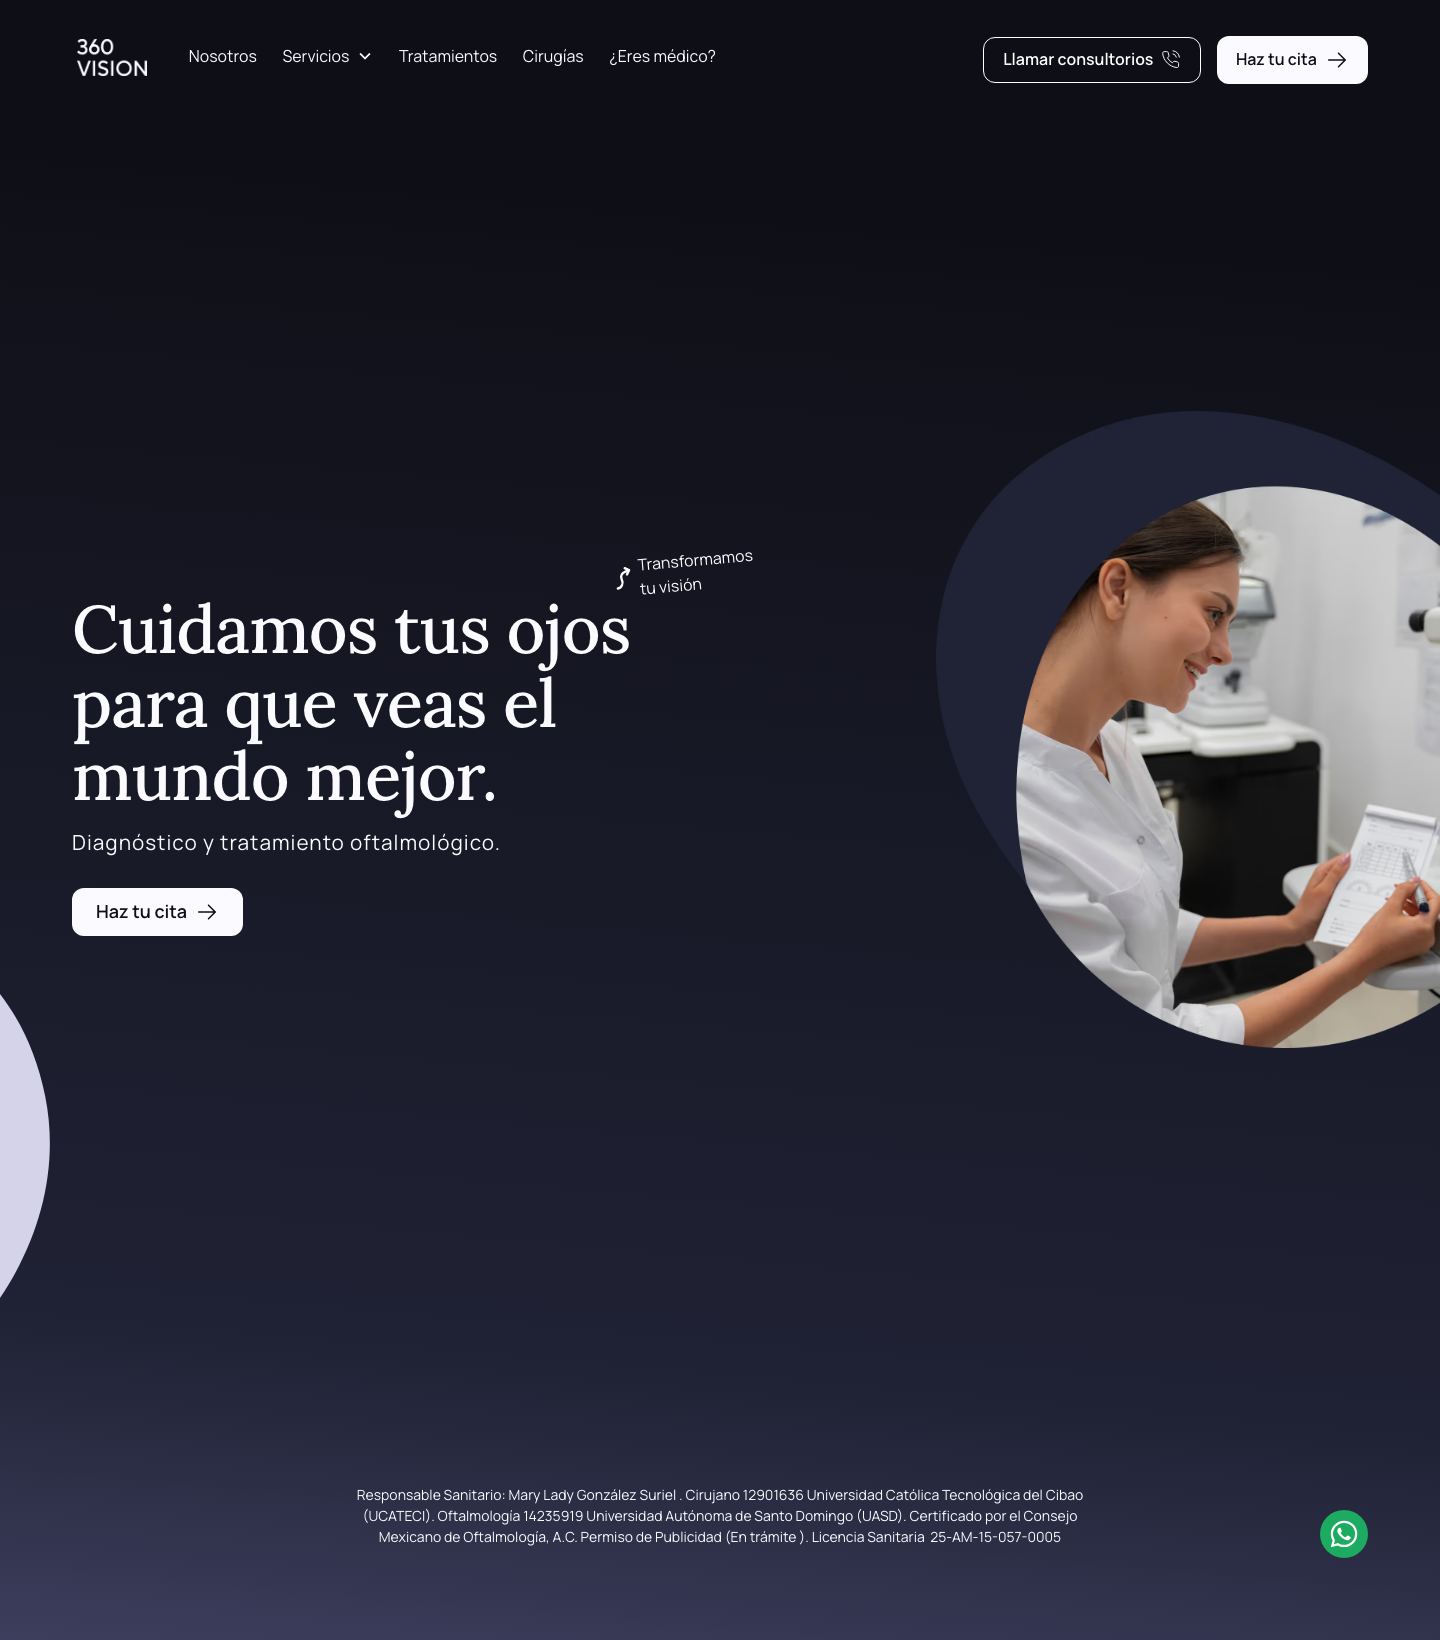 360
VISION
Nosotros
Servicios
Tratamientos
Cirugías
¿Eres médico?
Llamar consultorios
Haz tu cita
Transformamos
tu visión
Cuidamos tus ojos
para que veas el
mundo mejor.
Diagnóstico y tratamiento oftalmológico.
Haz tu cita
Responsable Sanitario: Mary Lady González Suriel . Cirujano 12901636 Universidad Católica Tecnológica del Cibao
(UCATECI). Oftalmología 14235919 Universidad Autónoma de Santo Domingo (UASD). Certificado por el Consejo
Mexicano de Oftalmología, A.C. Permiso de Publicidad (En trámite ). Licencia Sanitaria 25-AM-15-057-0005